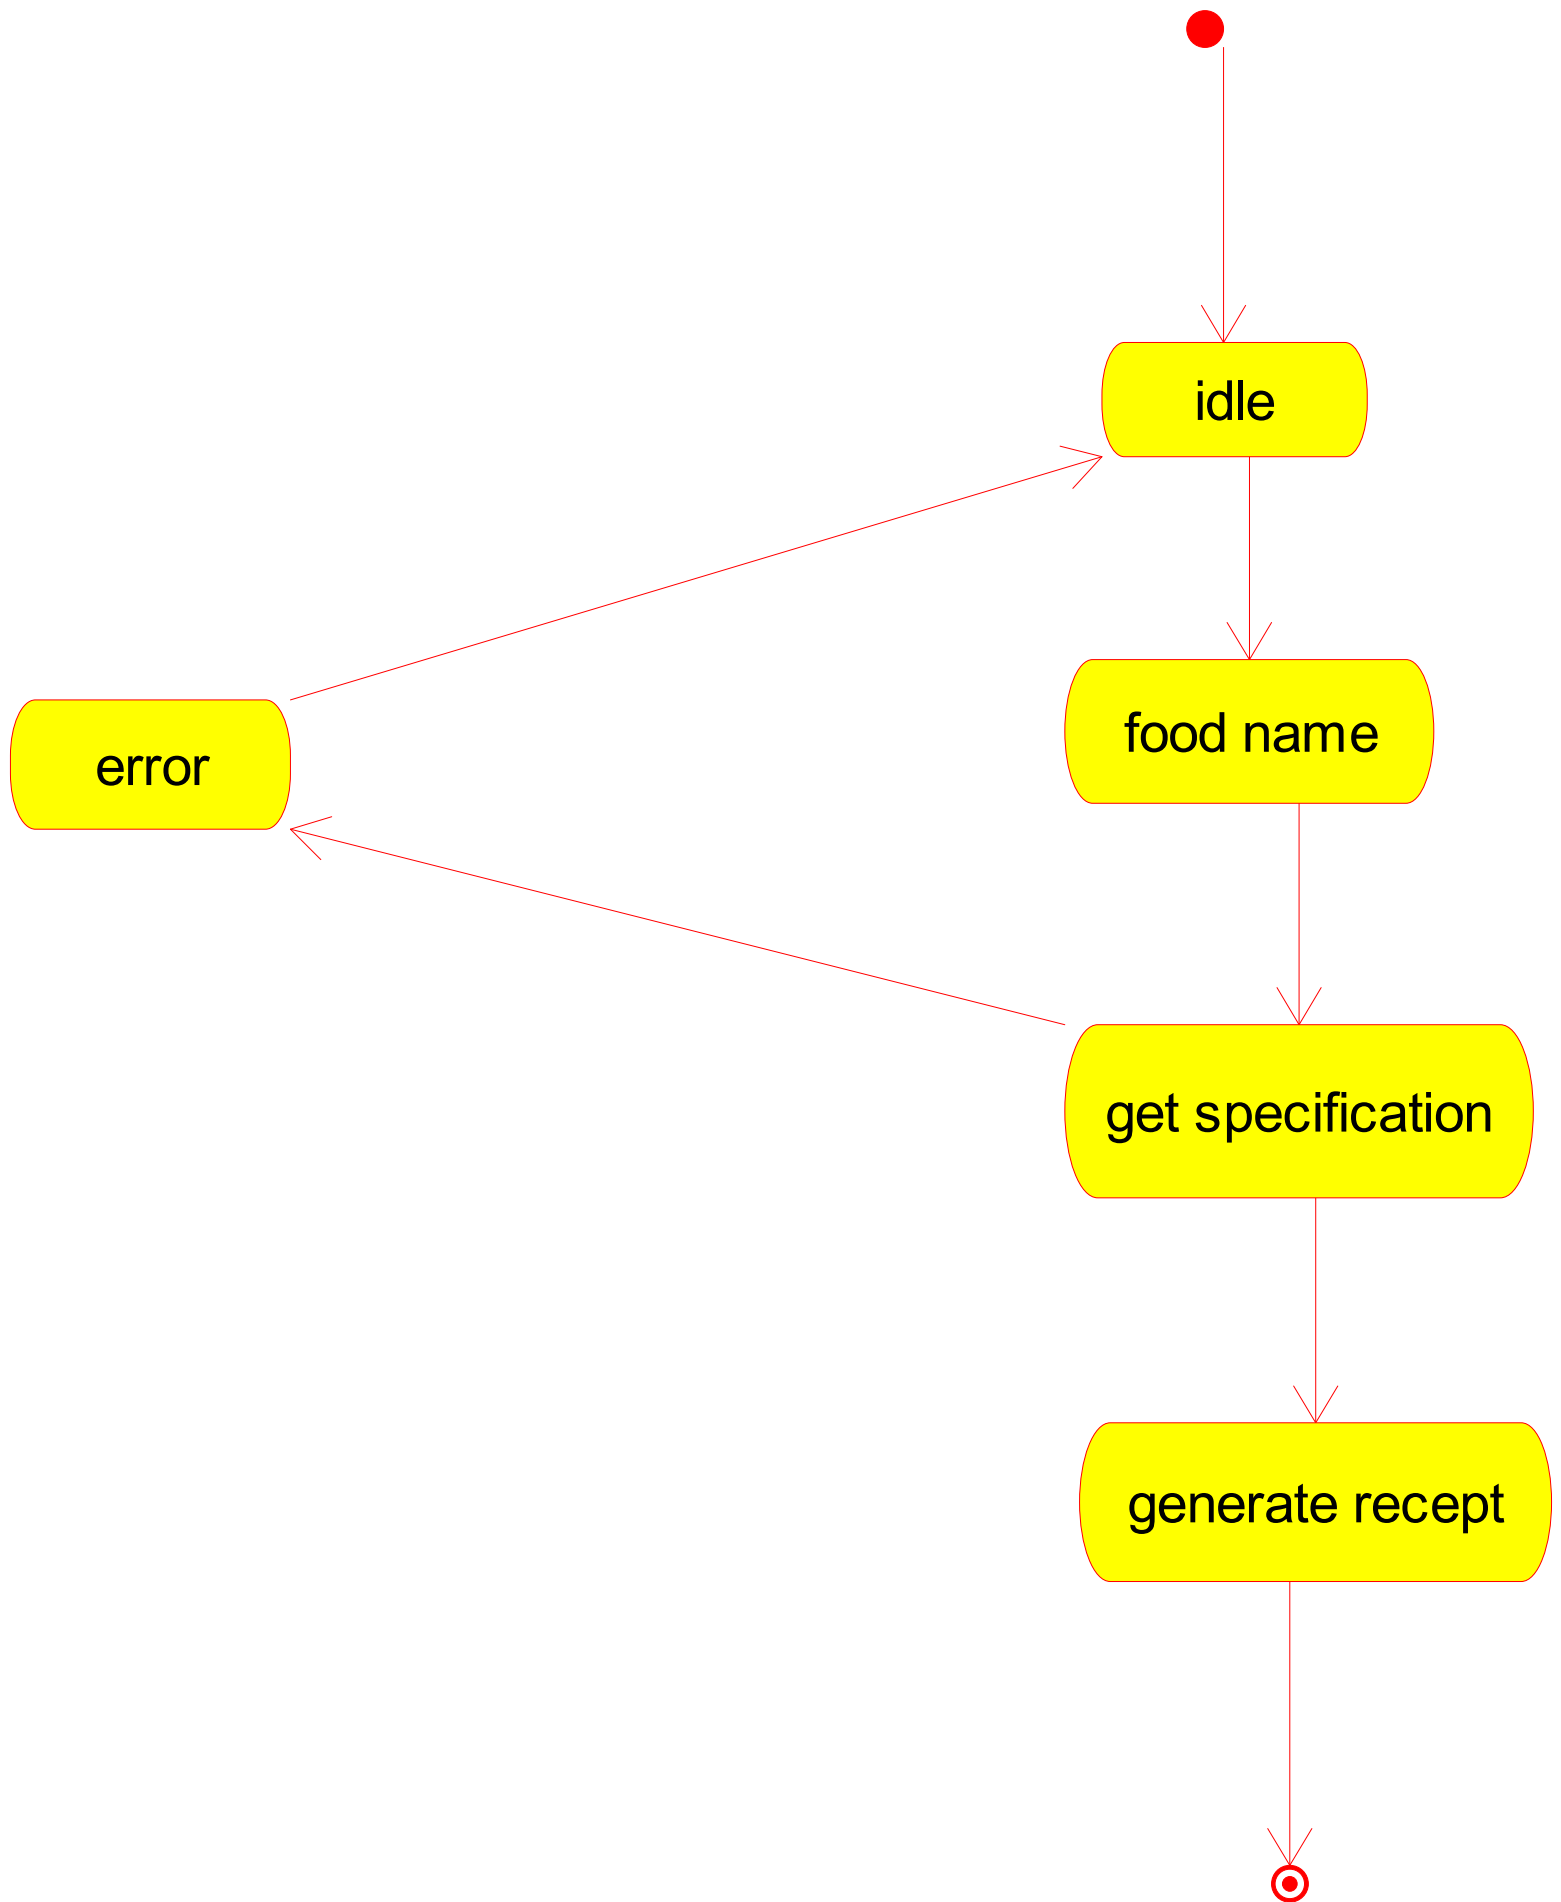 idle
food name
error
get specification
generate recept